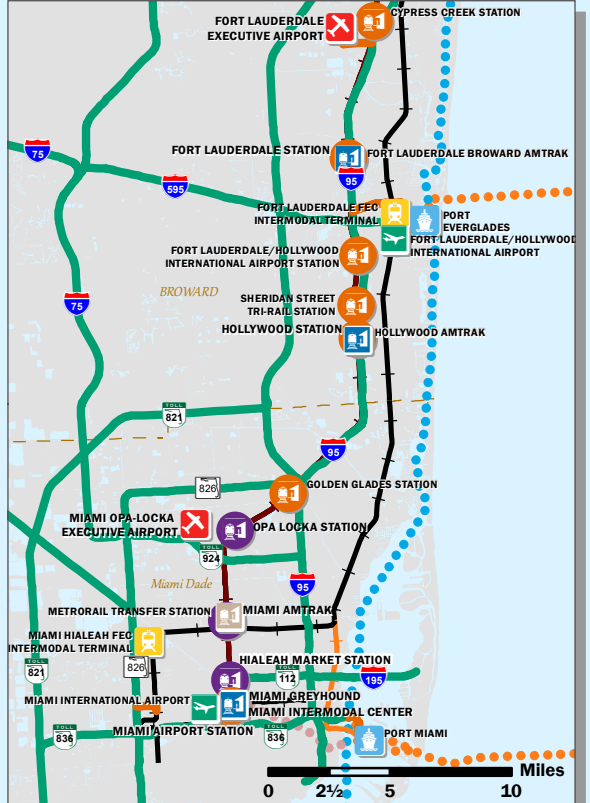 CYPRESS CREEK STATION
FORT LAUDERDALE
EXECUTIVE AIRPORT
75
FORT LAUDERDALE STATION
FORT LAUDERDALE BROWARD AMTRAK
95
595
FORT LAUDERDALE FEC
INTERMODAL TERMINAL
PORT
EVERGLADES
FORT LAUDERDALE/HOLLYWOOD
INTERNATIONAL AIRPORT
FORT LAUDERDALE/HOLLYWOOD
INTERNATIONAL AIRPORT STATION
BROWARD
75
SHERIDAN STREET
TRI-RAIL STATION
HOLLYWOOD STATION
HOLLYWOOD AMTRAK
TOLL
821
95
826
GOLDEN GLADES STATION
MIAMI OPA-LOCKA
EXECUTIVE AIRPORT
OPA LOCKA STATION
TOLL
924
Miami Dade
95
METRORAIL TRANSFER STATION
MIAMI AMTRAK
MIAMI HIALEAH FEC
INTERMODAL TERMINAL
TOLL
821
826
HIALEAH MARKET STATION
TOLL
112
195
MIAMI INTERNATIONAL AIRPORT
MIAMI GREYHOUND
MIAMI INTERMODAL CENTER
MIAMI AIRPORT STATION
TOLL
836
TOLL
836
PORT MIAMI
Miles
0 2½ 5 10